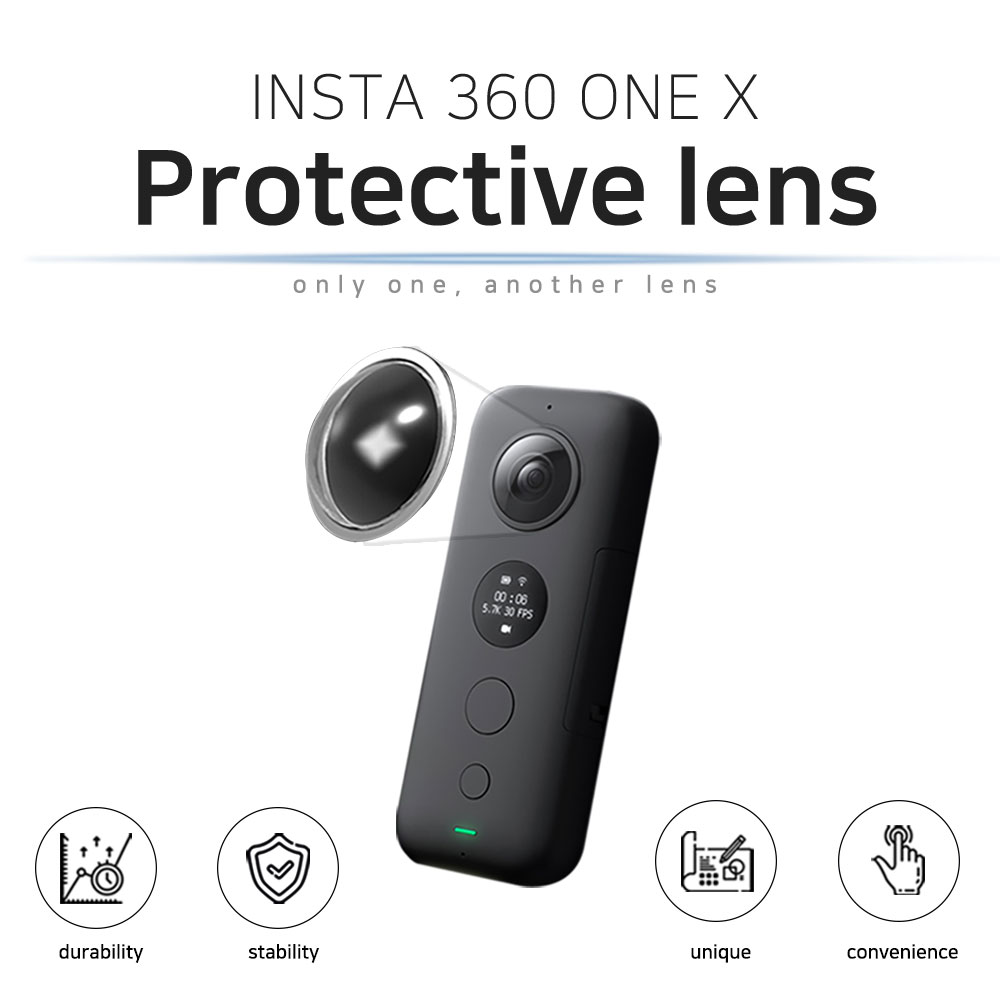 INSTA 360 ONE X
Protective lens
only one, another lens
00:06
5.7K 30 FPS
durability
stability
unique
convenience